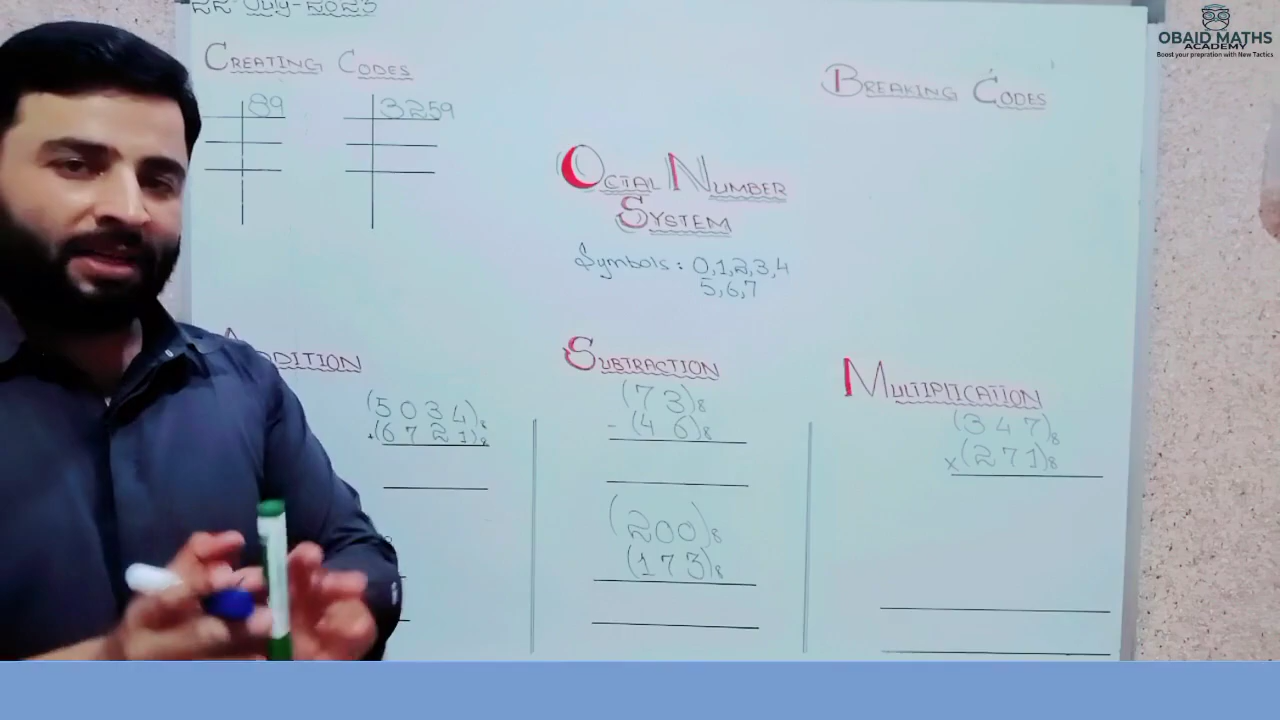 OBAID MATHS
ACADEMY
Boost your prepration with New Tactics
CREATING CODES
89
3259
BREAKING CODES
OCTAL NUMBER
SYSTEM
Symbols : 0,1,2,3,4
5,6,7
(5034)₈
+(6721)₈
SUBTRACTION
(73)₈
- (46)₈
(200)₈
(173)₈
MULTIPLICATION
(347)₈
x(271)₈